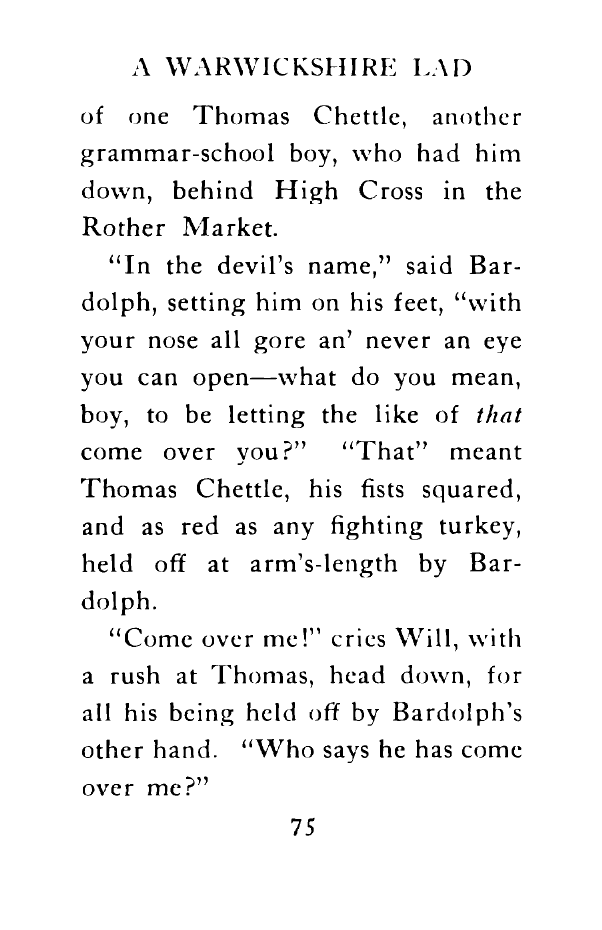 A WARWICKSHIRE LAD
of one Thomas Chettle, another
grammar-school boy, who had him
down, behind High Cross in the
Rother Market.
“In the devil’s name,” said Bar-
dolph, setting him on his feet, “with
your nose all gore an’ never an eye
you can open—what do you mean,
boy, to be letting the like of that
come over you?” “That” meant
Thomas Chettle, his fists squared,
and as red as any fighting turkey,
held off at arm’s-length by Bar-
dolph.
“Come over me!” cries Will, with
a rush at Thomas, head down, for
all his being held off by Bardolph’s
other hand. “Who says he has come
over me?”
75